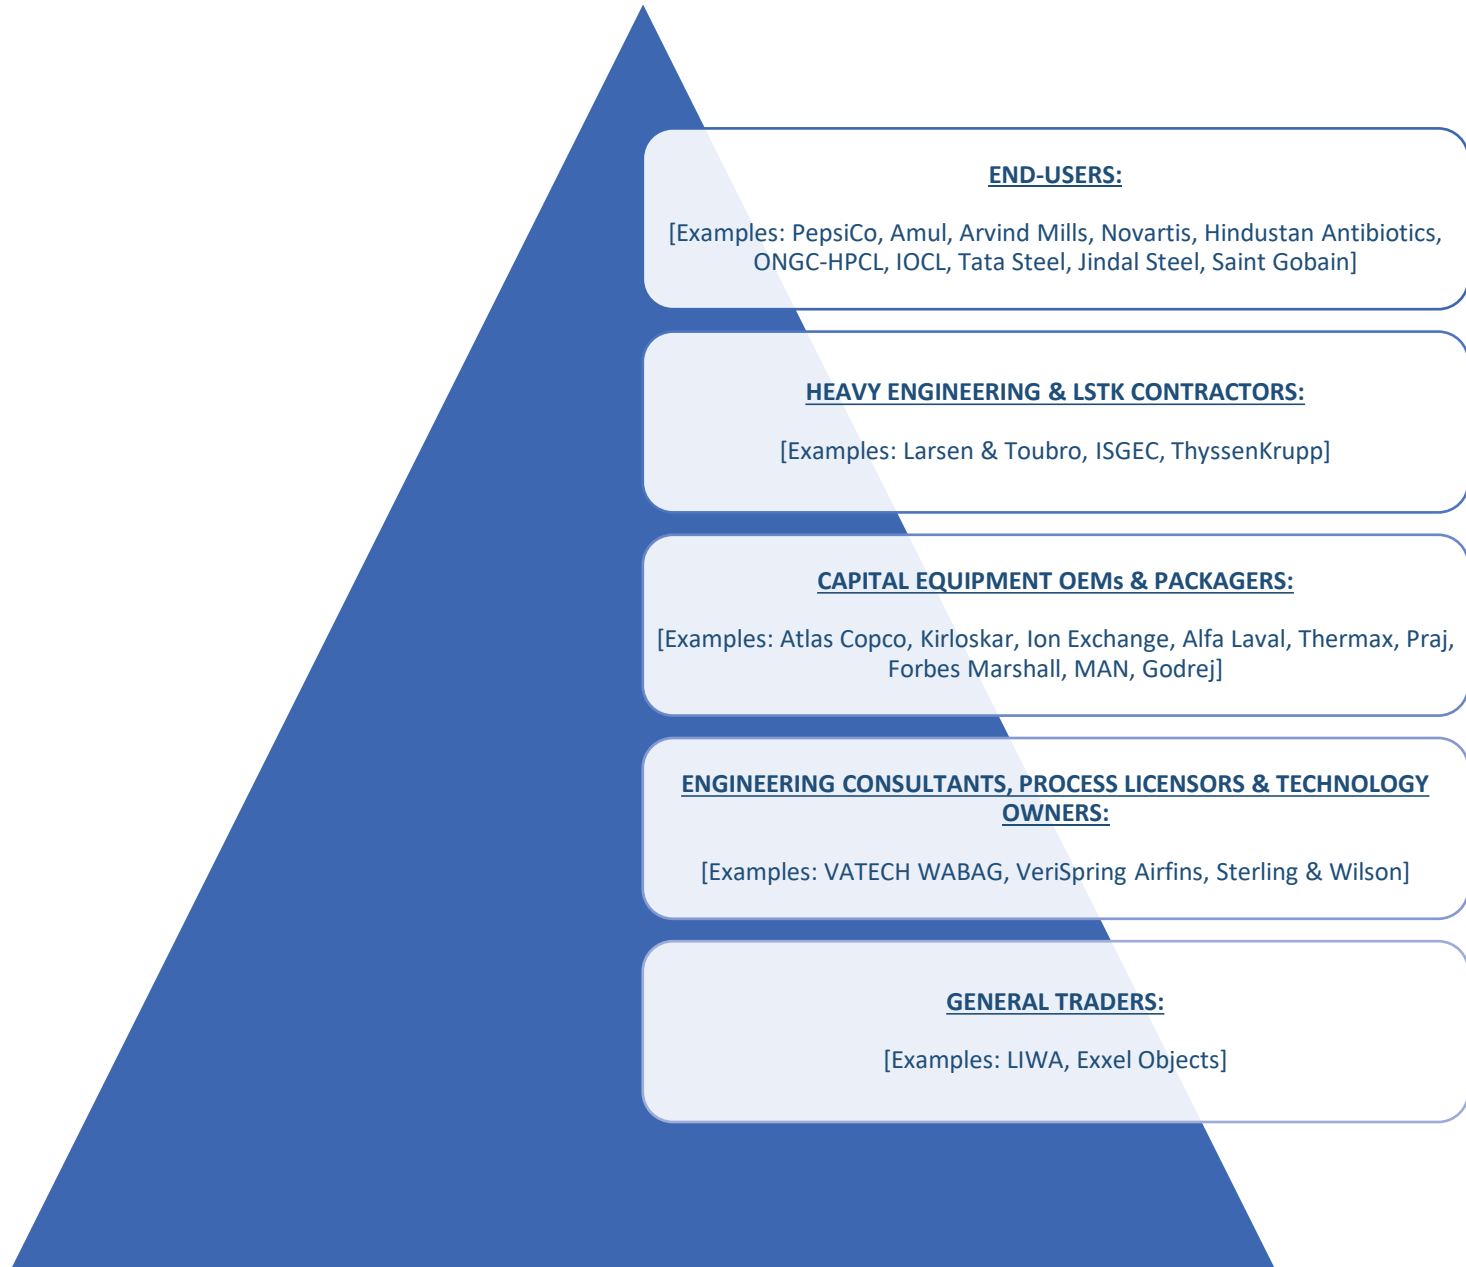 END-USERS:
[Examples: PepsiCo, Amul, Arvind Mills, Novartis, Hindustan Antibiotics,
ONGC-HPCL, IOCL, Tata Steel, Jindal Steel, Saint Gobain]
HEAVY ENGINEERING & LSTK CONTRACTORS:
[Examples: Larsen & Toubro, ISGEC, ThyssenKrupp]
CAPITAL EQUIPMENT OEMs & PACKAGERS:
[Examples: Atlas Copco, Kirloskar, Ion Exchange, Alfa Laval, Thermax, Praj,
Forbes Marshall, MAN, Godrej]
ENGINEERING CONSULTANTS, PROCESS LICENSORS & TECHNOLOGY
OWNERS:
[Examples: VATECH WABAG, VeriSpring Airfins, Sterling & Wilson]
GENERAL TRADERS:
[Examples: LIWA, Exxel Objects]